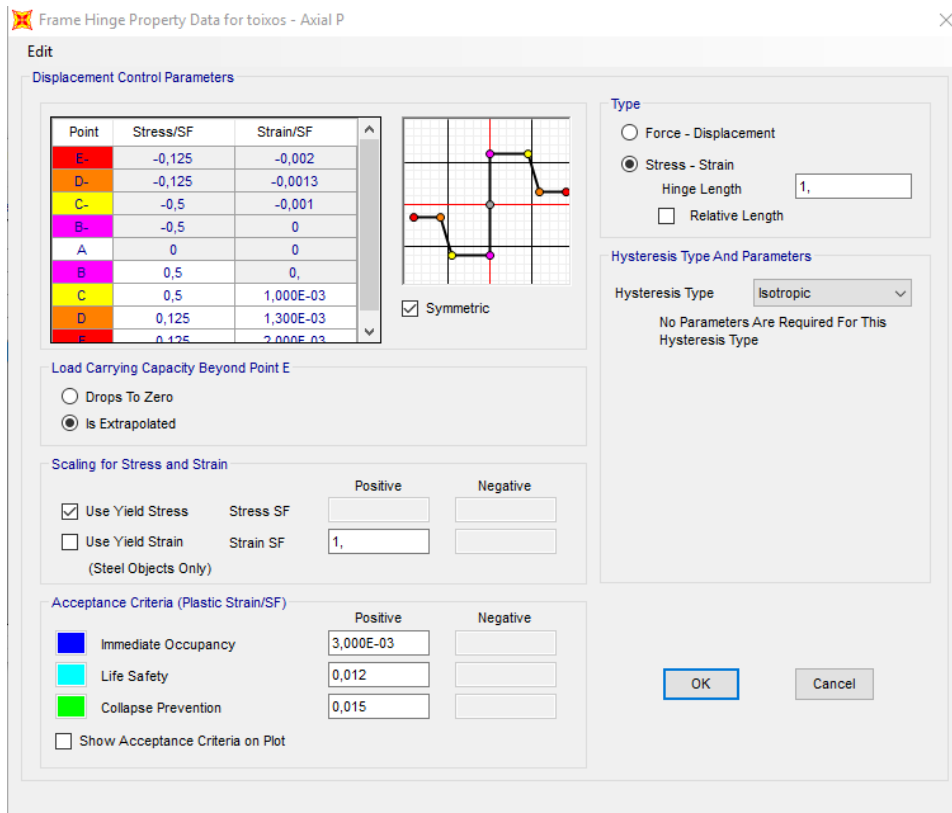 Frame Hinge Property Data for toixos - Axial P
Edit
Displacement Control Parameters
Point Stress/SF Strain/SF
E- -0,125 -0,002
D- -0,125 -0,0013
C- -0,5 -0,001
B- -0,5 0
A 0 0
B 0,5 0,
C 0,5 1,000E-03
D 0,125 1,300E-03
E 0,125 2,000E-03
Symmetric
Load Carrying Capacity Beyond Point E
Drops To Zero
Is Extrapolated
Scaling for Stress and Strain
Positive Negative
Use Yield Stress Stress SF
Use Yield Strain Strain SF 1,
(Steel Objects Only)
Acceptance Criteria (Plastic Strain/SF)
Positive Negative
Immediate Occupancy 3,000E-03
Life Safety 0,012
Collapse Prevention 0,015
Show Acceptance Criteria on Plot
Type
Force - Displacement
Stress - Strain
Hinge Length 1,
Relative Length
Hysteresis Type And Parameters
Hysteresis Type Isotropic
No Parameters Are Required For This
Hysteresis Type
OK Cancel